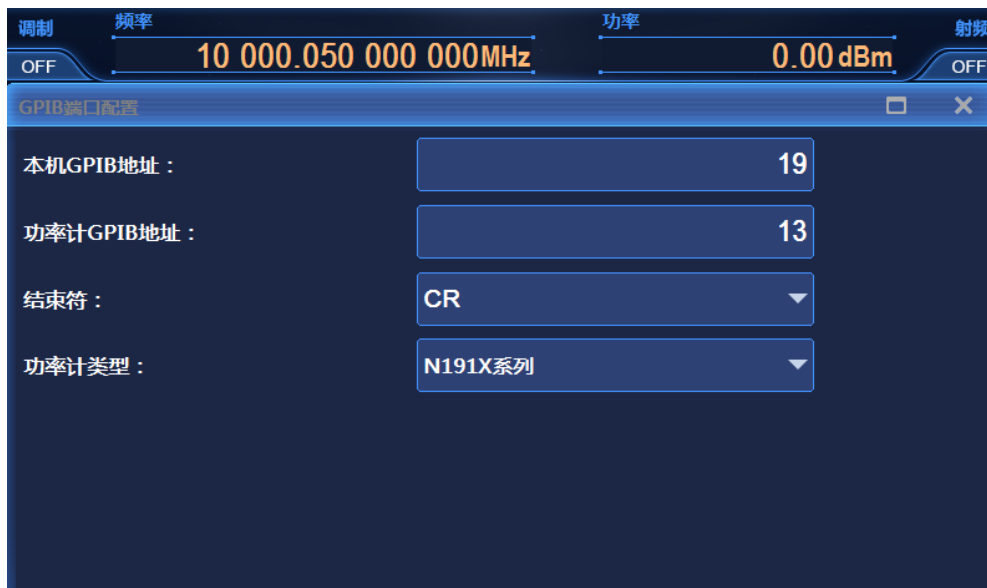 调制 频率 功率 射频
OFF 10 000.050 000 000MHz 0.00 dBm OFF
GPIB端口配置
本机GPIB地址： 19
功率计GPIB地址： 13
结束符： CR
功率计类型： N191X系列